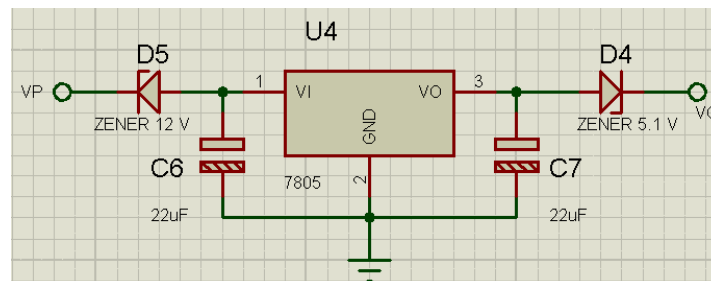 U4
D5
D4
VP
1
VI
VO
3
GND
ZENER 12 V
ZENER 5.1 V
C6
C7
7805
2
22uF
22uF